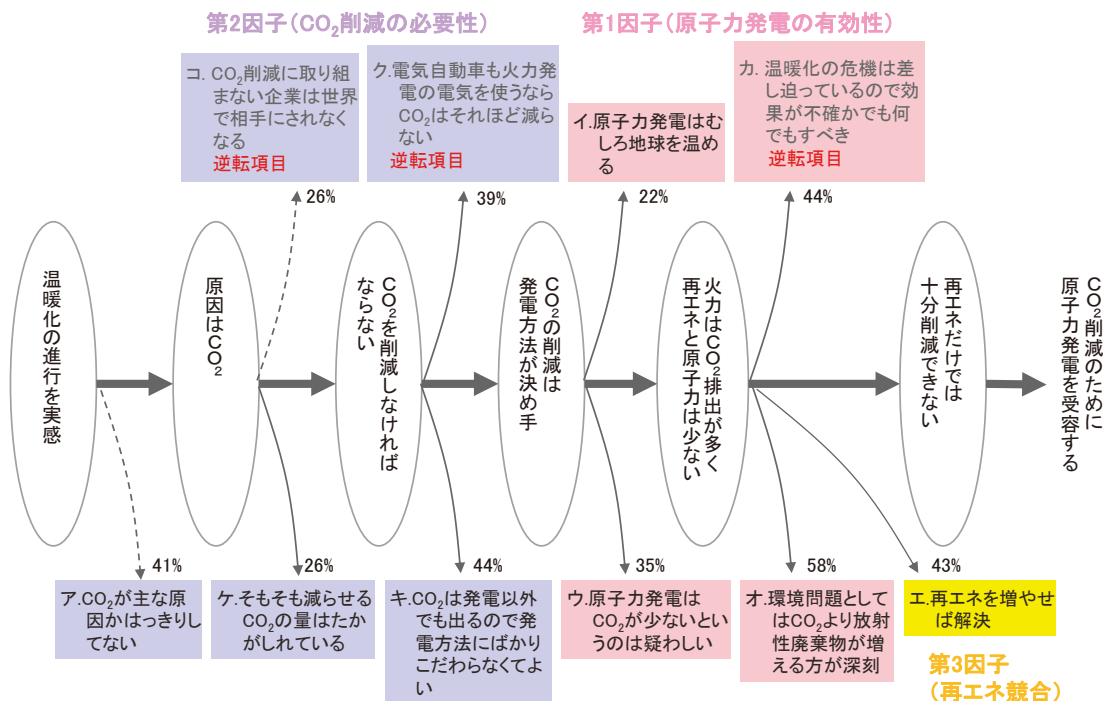 第2因子(CO₂削減の必要性)
第1因子(原子力発電の有効性)
コ. CO₂削減に取り組
まない企業は世界
で相手にされなく
なる
逆転項目
ク.電気自動車も火力発
電の電気を使うなら
CO₂はそれほど減ら
ない
逆転項目
イ.原子力発電はむ
しろ地球を温め
る
カ. 温暖化の危機は差
し迫っているので効
果が不確かでも何
でもすべき
逆転項目
26%
39%
22%
44%
温暖化の進行を実感
原因はCO₂
CO₂を削減しなければ
ならない
CO₂の削減は
発電方法が決め手
火力はCO₂排出が多く
再エネと原子力は少ない
再エネだけでは
十分削減できない
CO₂削減のために
原子力発電を受容する
41%
26%
44%
35%
58%
43%
ア.CO₂が主な原
因かはっきりし
てない
ケ.そもそも減らせる
CO₂の量はたか
がしれている
キ.CO₂は発電以外
でも出るので発
電方法にばかり
こだわらなくてよ
い
ウ.原子力発電は
CO₂が少ないとい
うのは疑わしい
オ.環境問題として
はCO₂より放射
性廃棄物が増
える方が深刻
エ.再エネを増やせ
ば解決
第3因子
(再エネ競合)